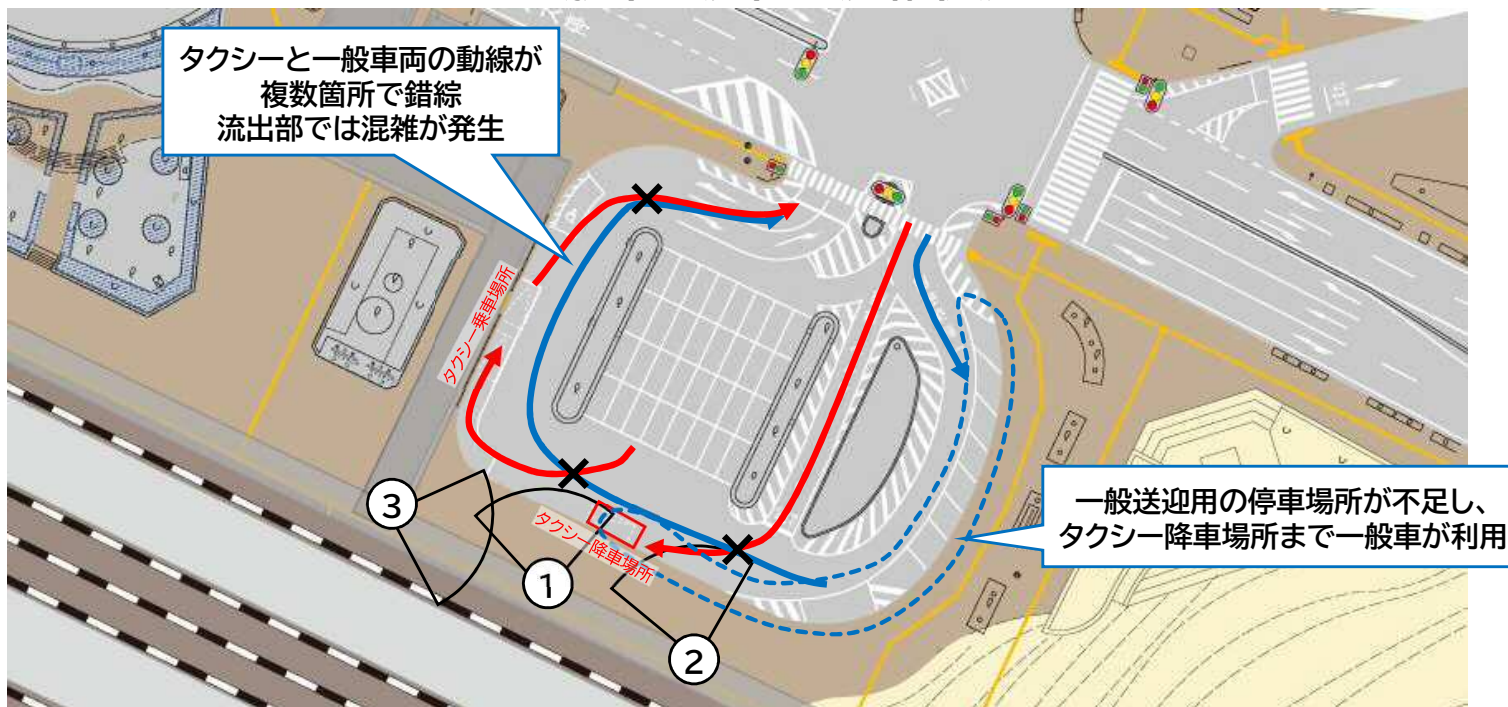 タクシーと一般車両の動線が
複数箇所で錯綜
流出部では混雑が発生
タクシー乗車場所
タクシー降車場所
一般送迎用の停車場所が不足し、
タクシー降車場所まで一般車が利用
③
①
②